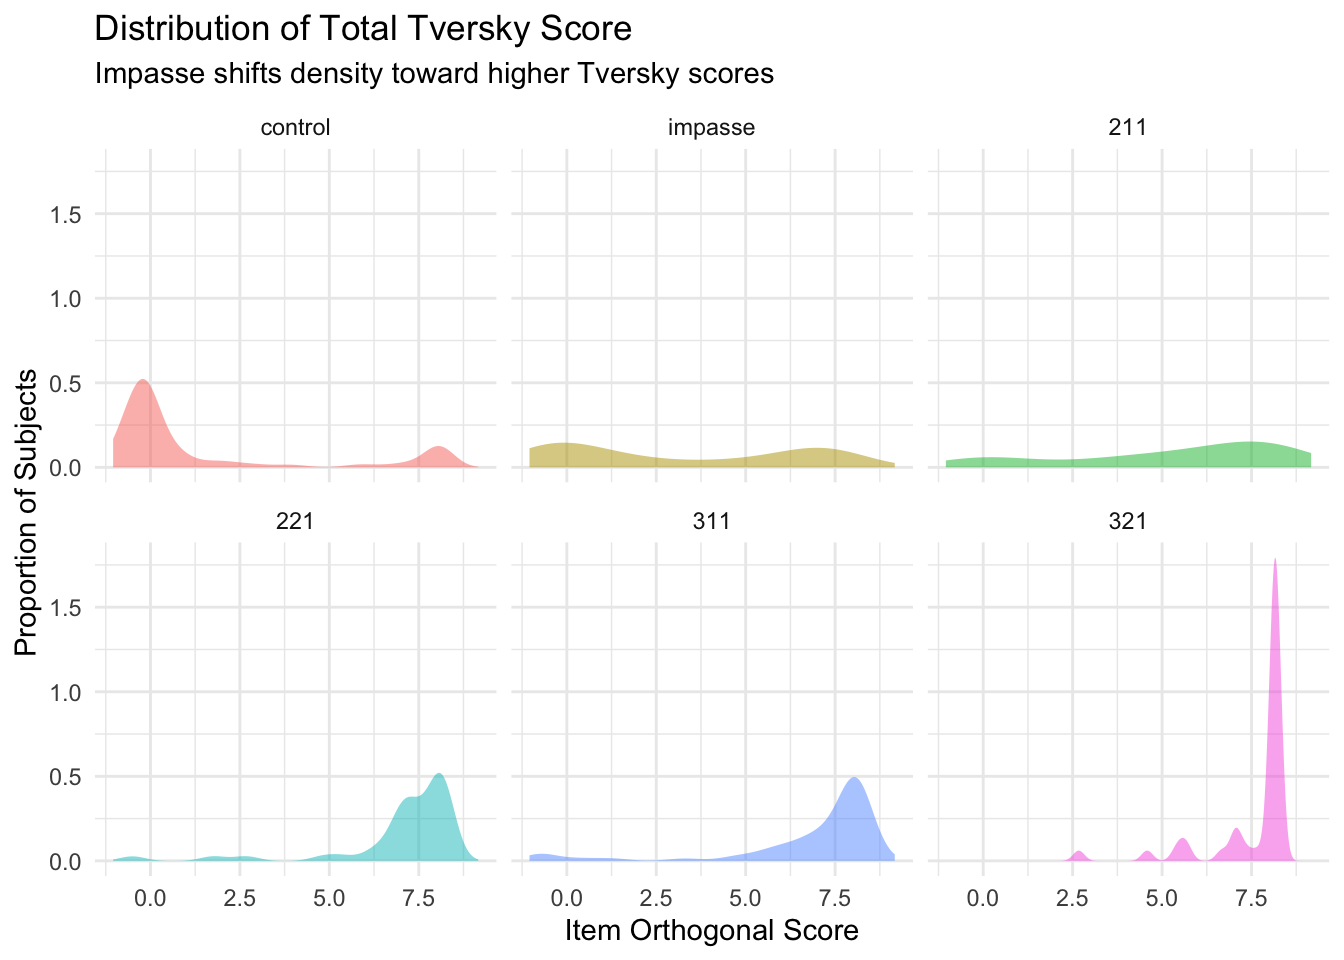 Distribution of Total Tversky Score
Impasse shifts density toward higher Tversky scores
control impasse 211
1.5
1.0
0.5
0.0
221 311 321
1.5
1.0
0.5
0.0
0.0 2.5 5.0 7.5 0.0 2.5 5.0 7.5 0.0 2.5 5.0 7.5
Item Orthogonal Score
Proportion of Subjects